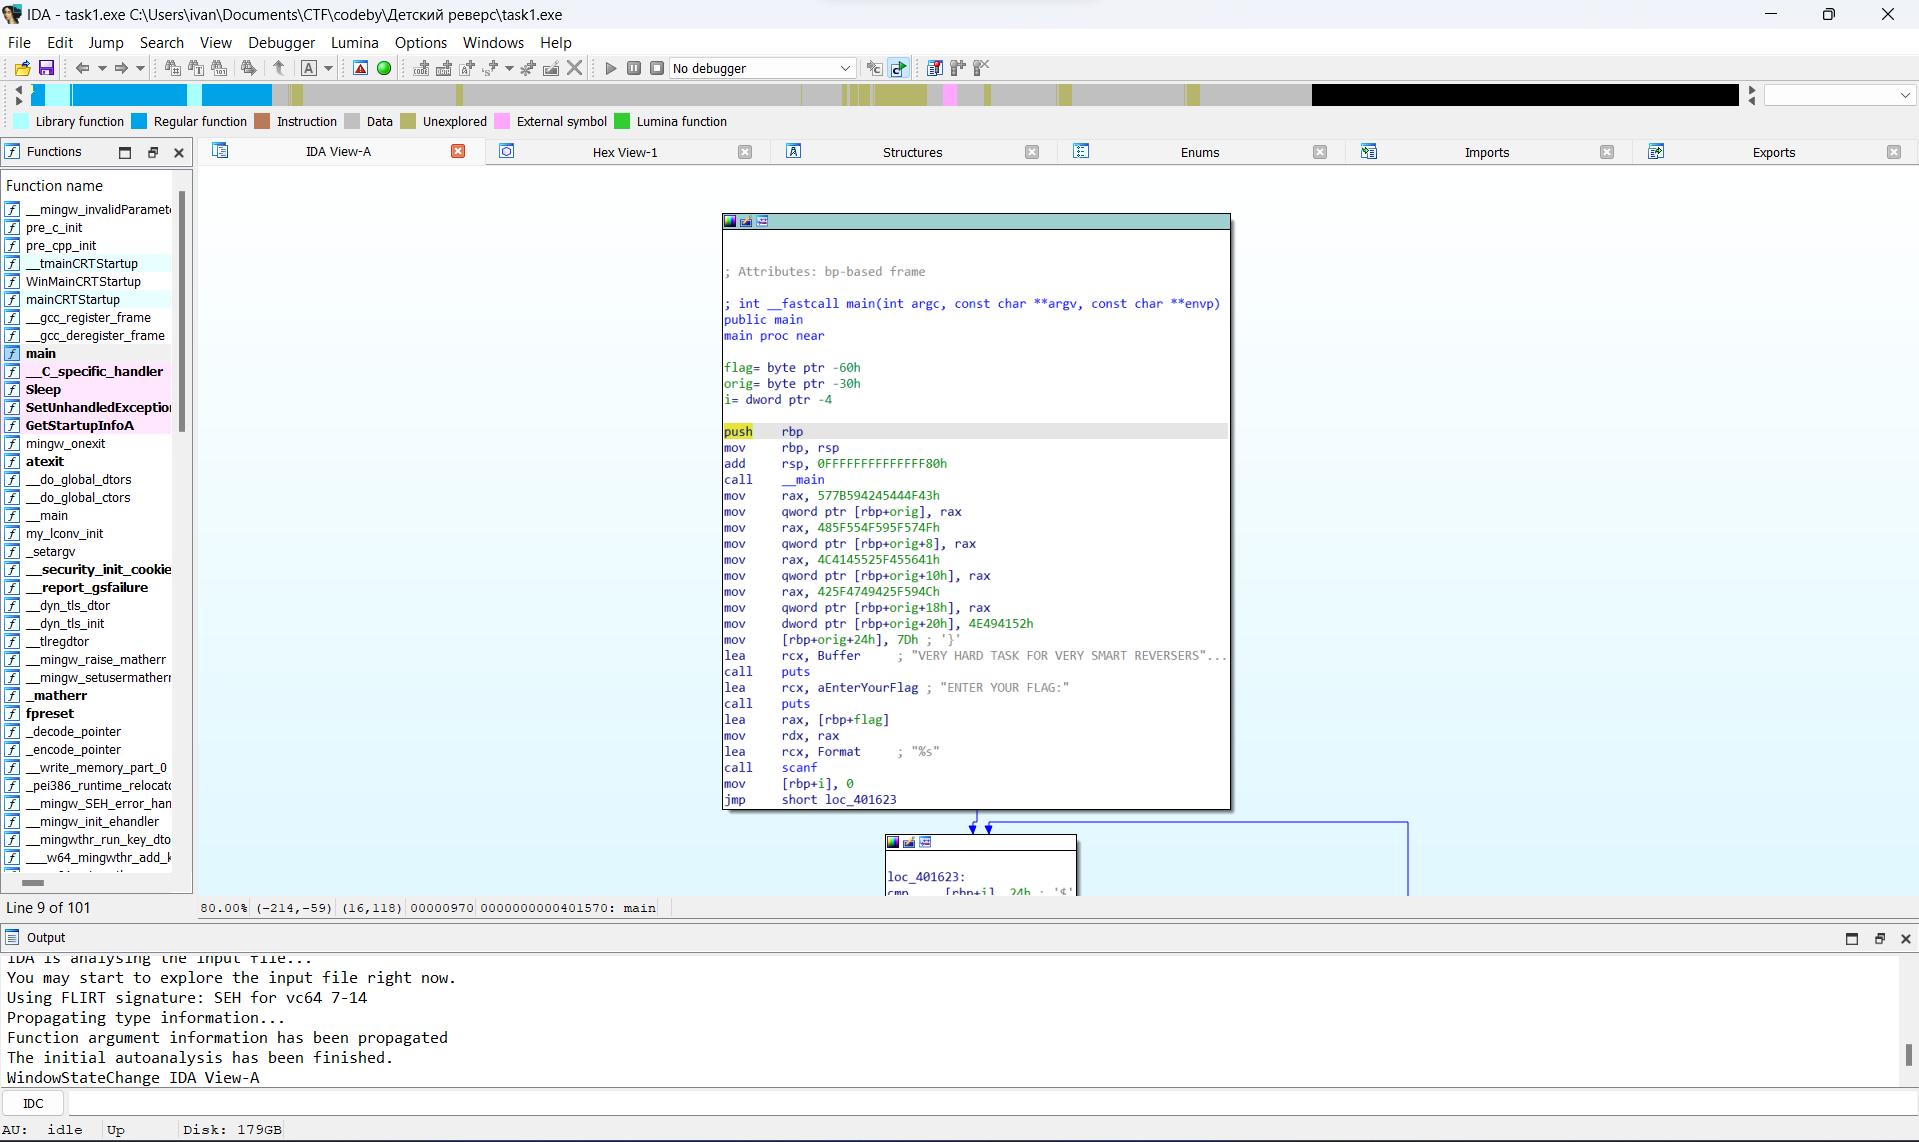 IDA - task1.exe C:\Users\ivan\Documents\CTF\codeby\Детский реверс\task1.exe
File Edit Jump Search View Debugger Lumina Options Windows Help
No debugger
Library function Regular function Instruction Data Unexplored External symbol Lumina function
Functions
IDA View-A Hex View-1 Structures Enums Imports Exports
Function name
__mingw_invalidParamet
pre_c_init
pre_cpp_init
__tmainCRTStartup
WinMainCRTStartup
mainCRTStartup
__gcc_register_frame
__gcc_deregister_frame
main
__C_specific_handler
Sleep
SetUnhandledExceptio
GetStartupInfoA
mingw_onexit
atexit
__do_global_dtors
__do_global_ctors
__main
my_lconv_init
_setargv
__security_init_cookie
__report_gsfailure
__dyn_tls_dtor
__dyn_tls_init
__tlregdtor
__mingw_raise_matherr
__mingw_setusermatherr
_matherr
fpreset
_decode_pointer
_encode_pointer
__write_memory_part_0
_pei386_runtime_relocato
__mingw_SEH_error_han
__mingw_init_ehandler
__mingwthr_run_key_dto
___w64_mingwthr_add_k
Line 9 of 101
; Attributes: bp-based frame
; int __fastcall main(int argc, const char **argv, const char **envp)
public main
main proc near
flag= byte ptr -60h
orig= byte ptr -30h
i= dword ptr -4
push rbp
mov rbp, rsp
add rsp, 0FFFFFFFFFFFFFF80h
call __main
mov rax, 577B594245444F43h
mov qword ptr [rbp+orig], rax
mov rax, 485F554F595F574Fh
mov qword ptr [rbp+orig+8], rax
mov rax, 4C4145525F455641h
mov qword ptr [rbp+orig+10h], rax
mov rax, 425F4749425F594Ch
mov qword ptr [rbp+orig+18h], rax
mov dword ptr [rbp+orig+20h], 4E494152h
mov [rbp+orig+24h], 7Dh ; '}'
lea rcx, Buffer ; "VERY HARD TASK FOR VERY SMART REVERSERS"...
call puts
lea rcx, aEnterYourFlag ; "ENTER YOUR FLAG:"
call puts
lea rax, [rbp+flag]
mov rdx, rax
lea rcx, Format ; "%s"
call scanf
mov [rbp+i], 0
jmp short loc_401623
loc_401623:
cmp [rbp+i], 24h ; '$'
80.00% (-214,-59) (16,118) 00000970 0000000000401570: main
Output
IDA is analysing the input file...
You may start to explore the input file right now.
Using FLIRT signature: SEH for vc64 7-14
Propagating type information...
Function argument information has been propagated
The initial autoanalysis has been finished.
WindowStateChange IDA View-A
IDC
AU: idle Up Disk: 179GB